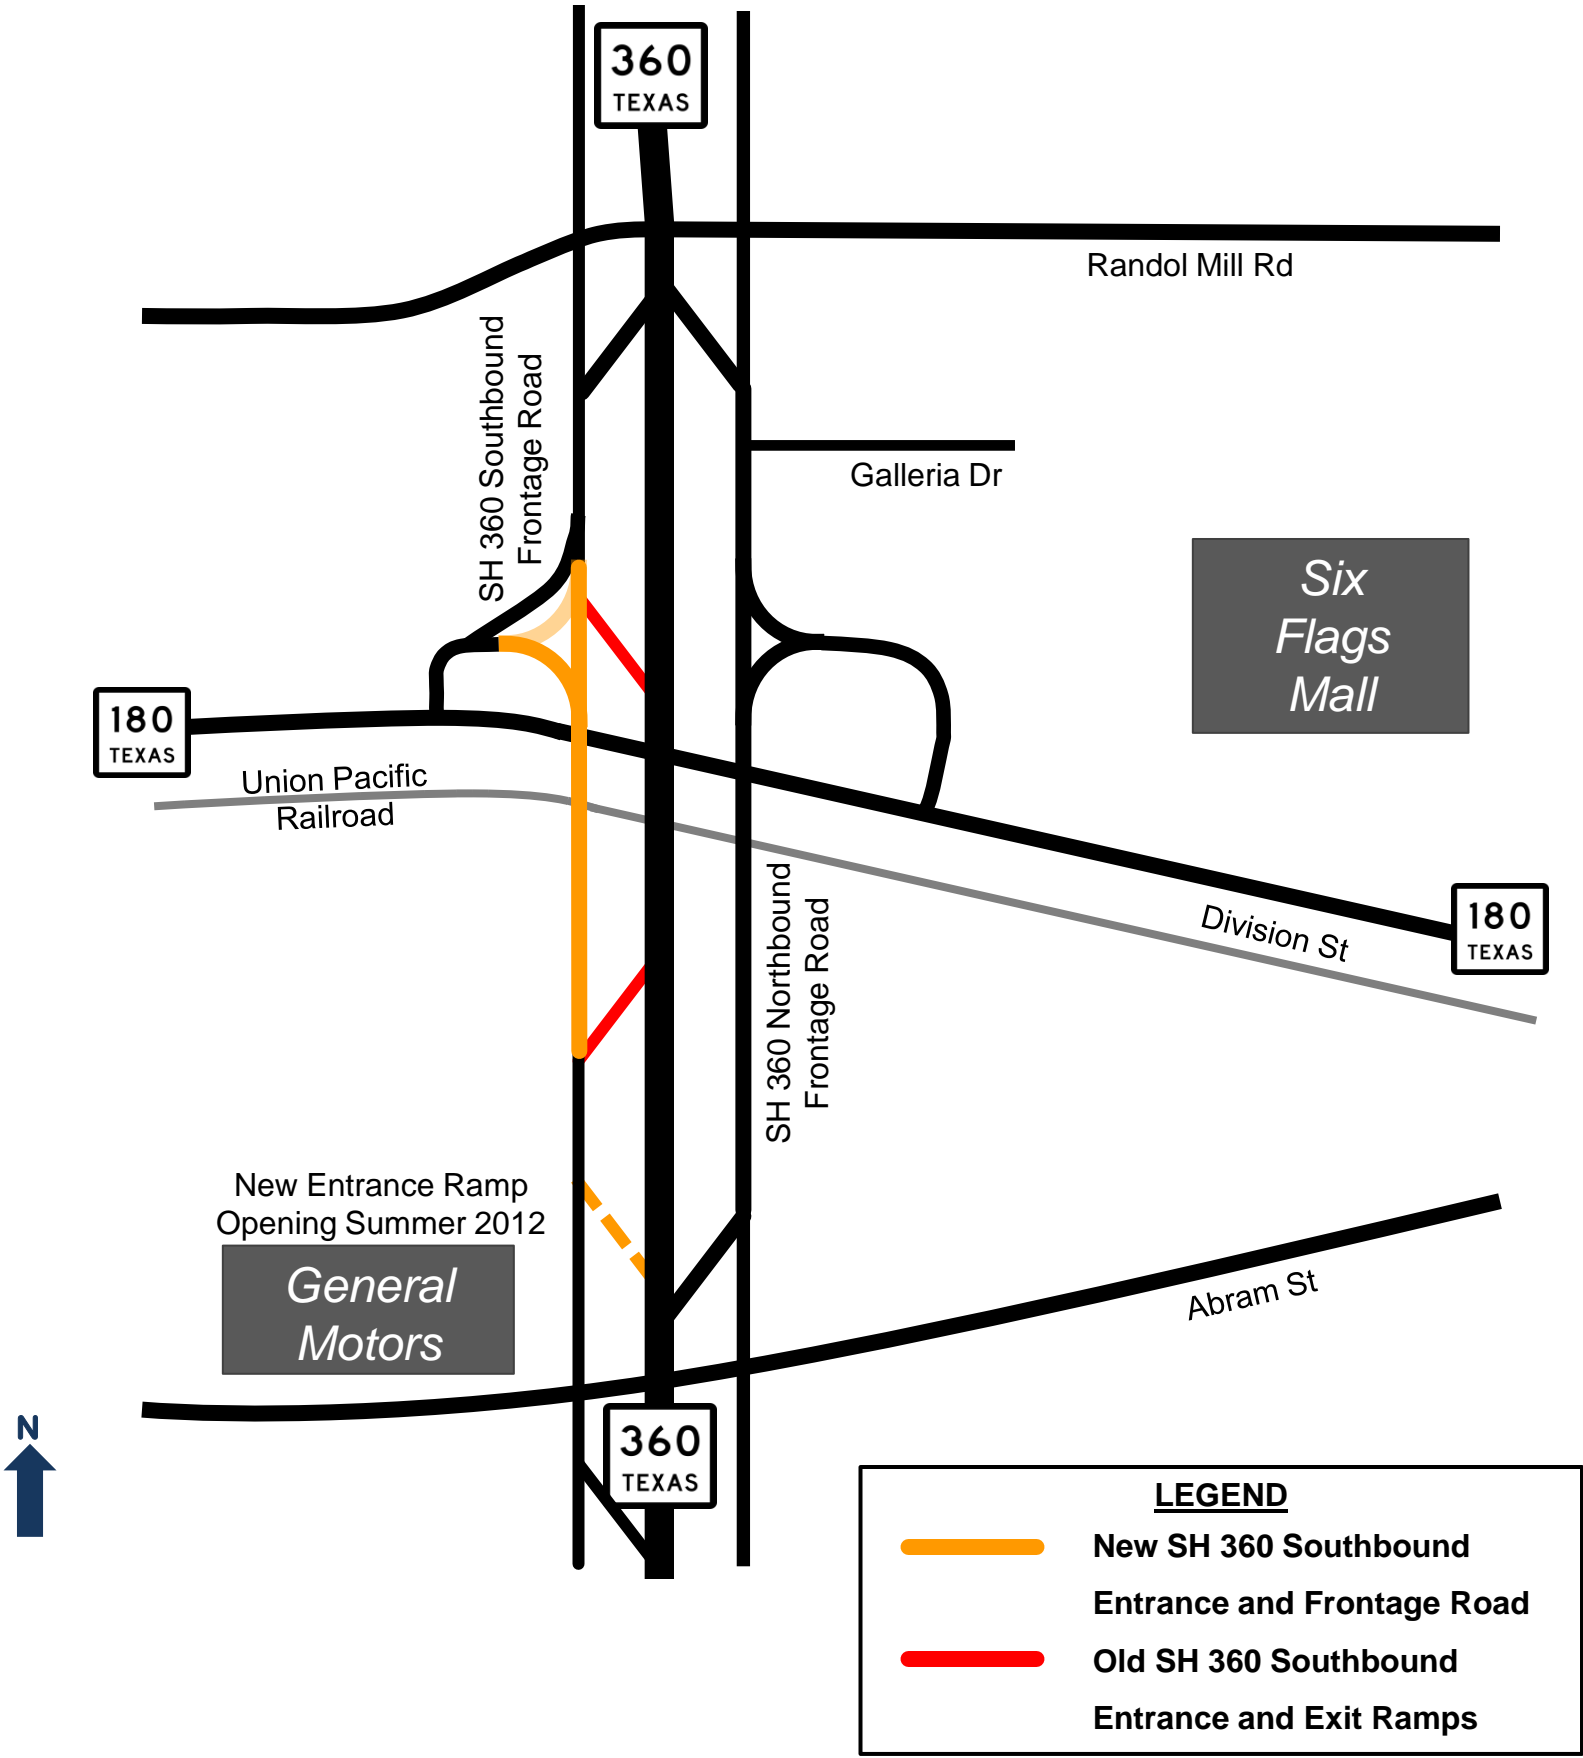 360
TEXAS
Randol Mill Rd
SH 360 Southbound
Frontage Road
Galleria Dr
Six
Flags
Mall
180
TEXAS
Union Pacific
Railroad
SH 360 Northbound
Frontage Road
Division St
180
TEXAS
New Entrance Ramp
Opening Summer 2012
General
Motors
Abram St
N
360
TEXAS
LEGEND
New SH 360 Southbound
Entrance and Frontage Road
Old SH 360 Southbound
Entrance and Exit Ramps